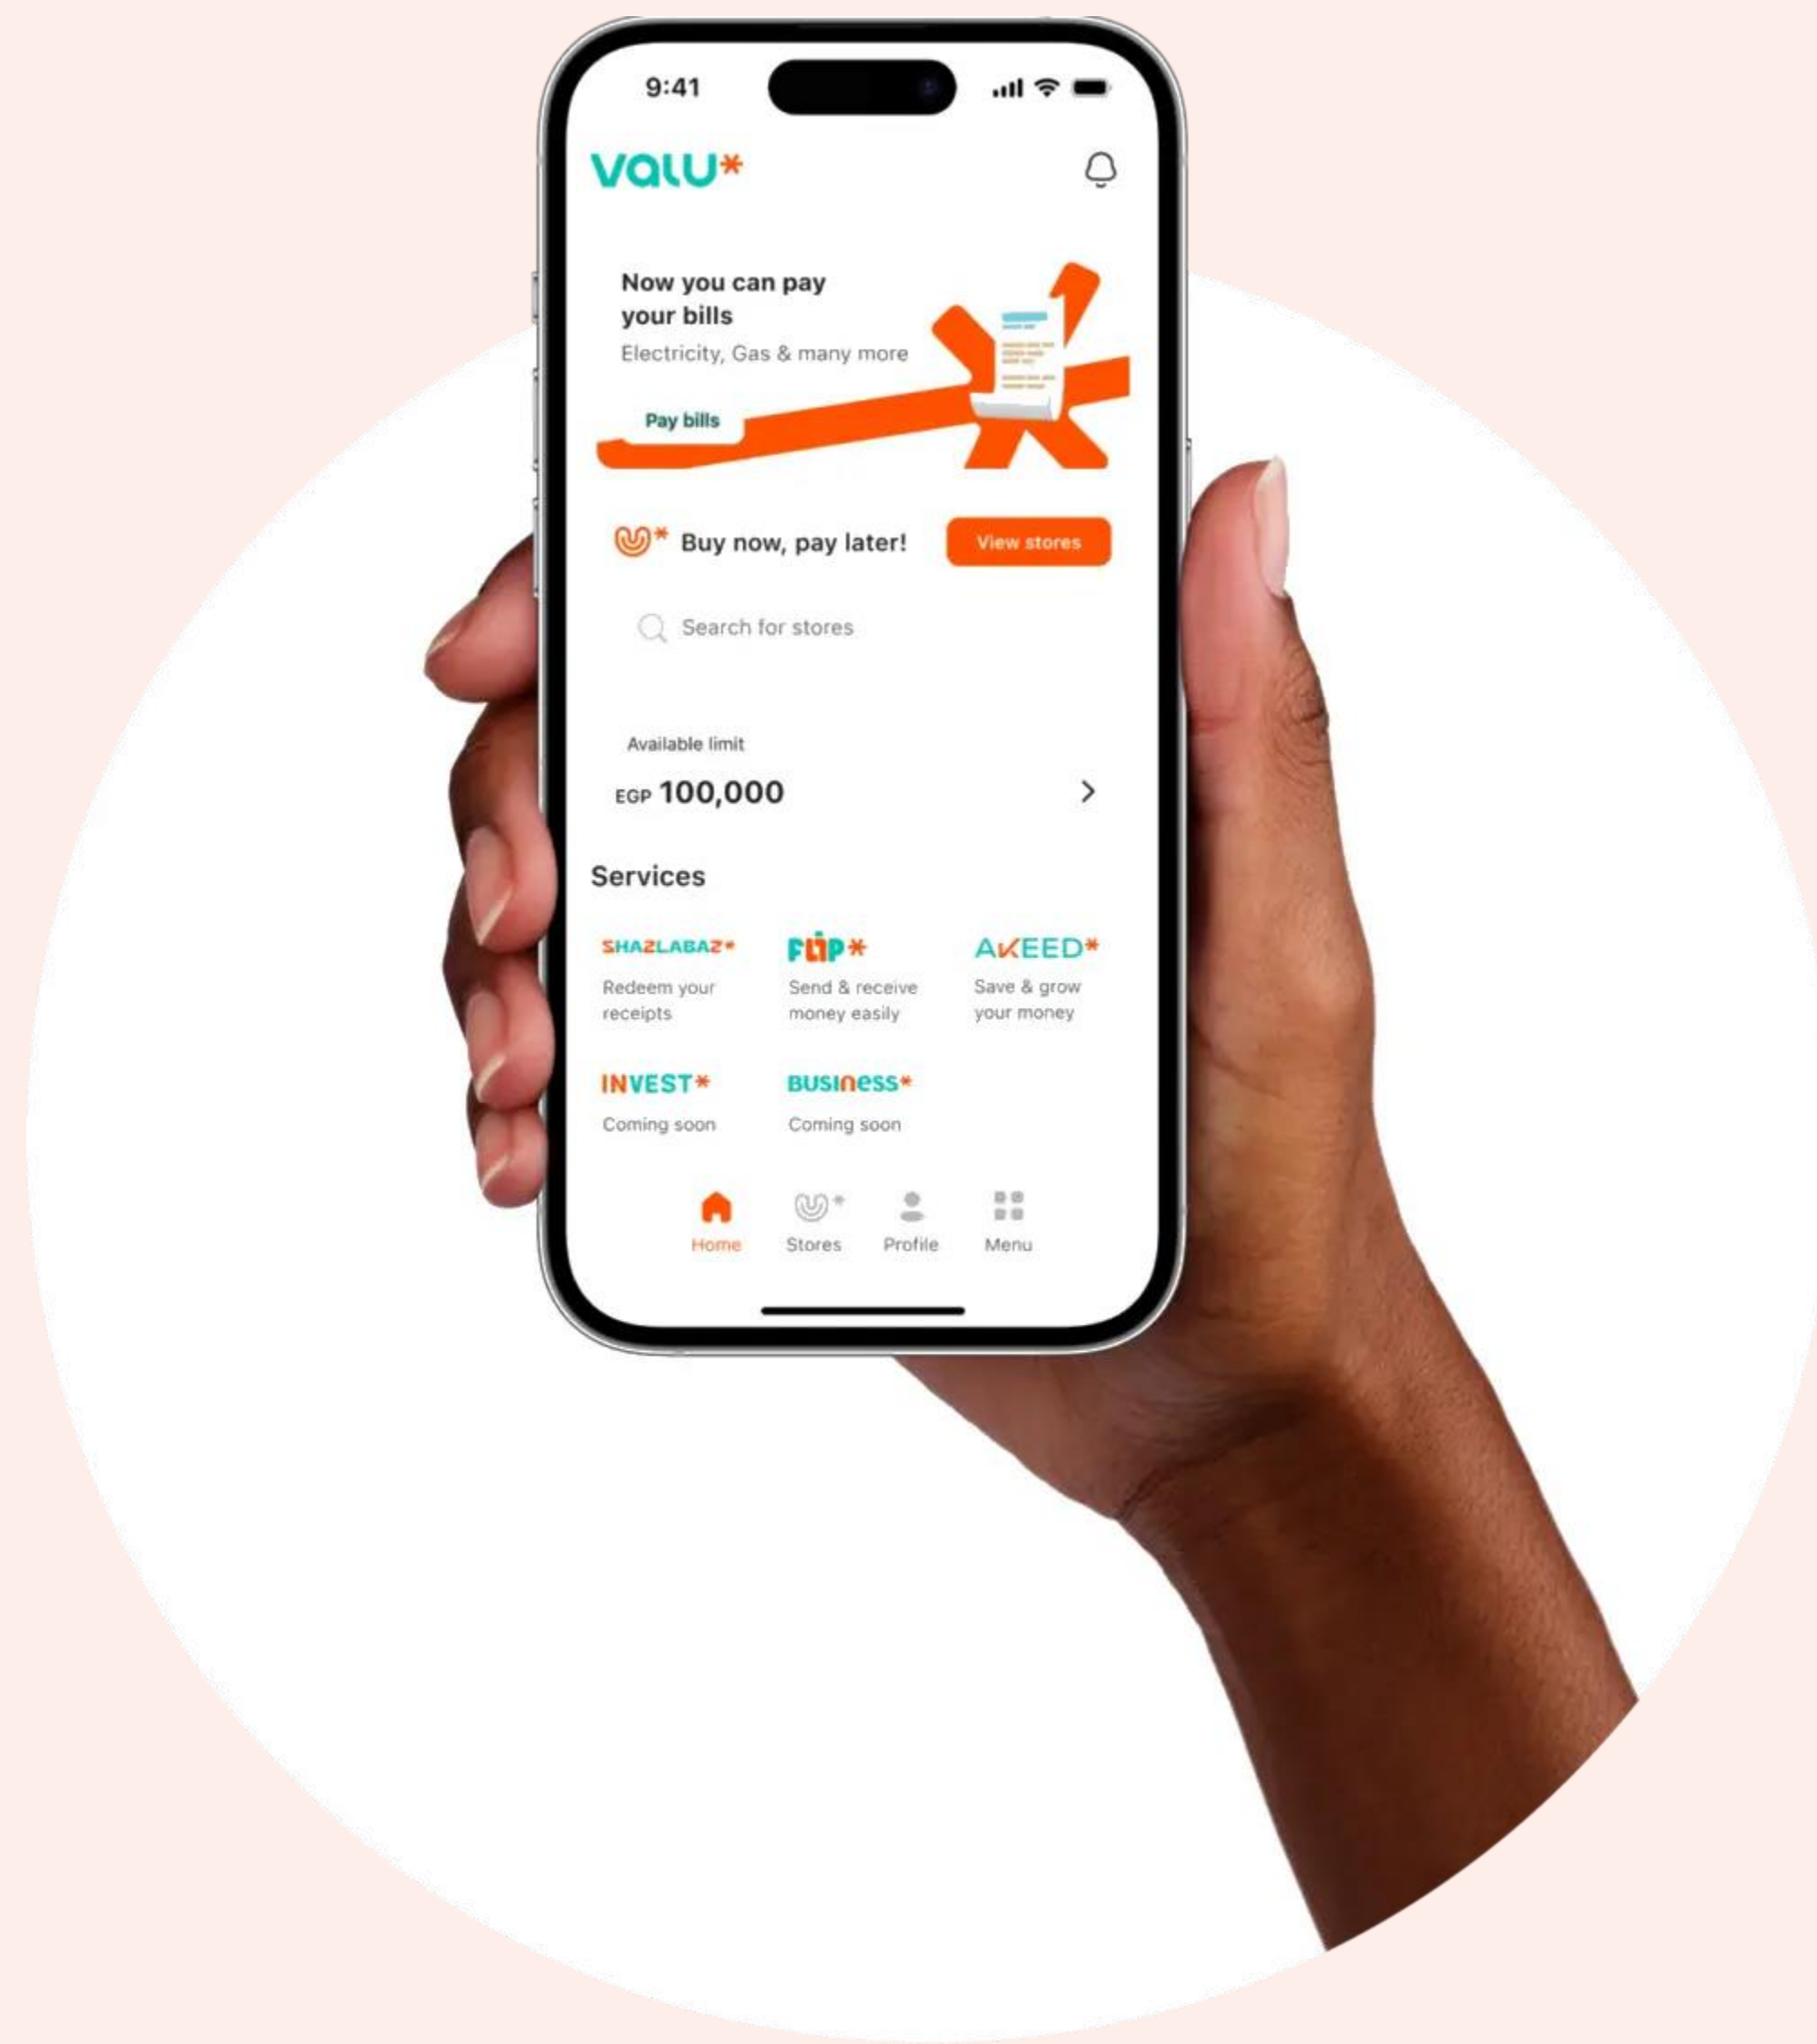 9:41
valu*
Now you can pay
your bills
Electricity, Gas & many more
Pay bills
Buy now, pay later!
View stores
Search for stores
Available limit
EGP 100,000
Services
SHAZLABAZ*
FLIP*
AKEED*
Redeem your
receipts
Send & receive
money easily
Save & grow
your money
INVEST*
BUSINESS*
Coming soon
Coming soon
Home
Stores
Profile
Menu